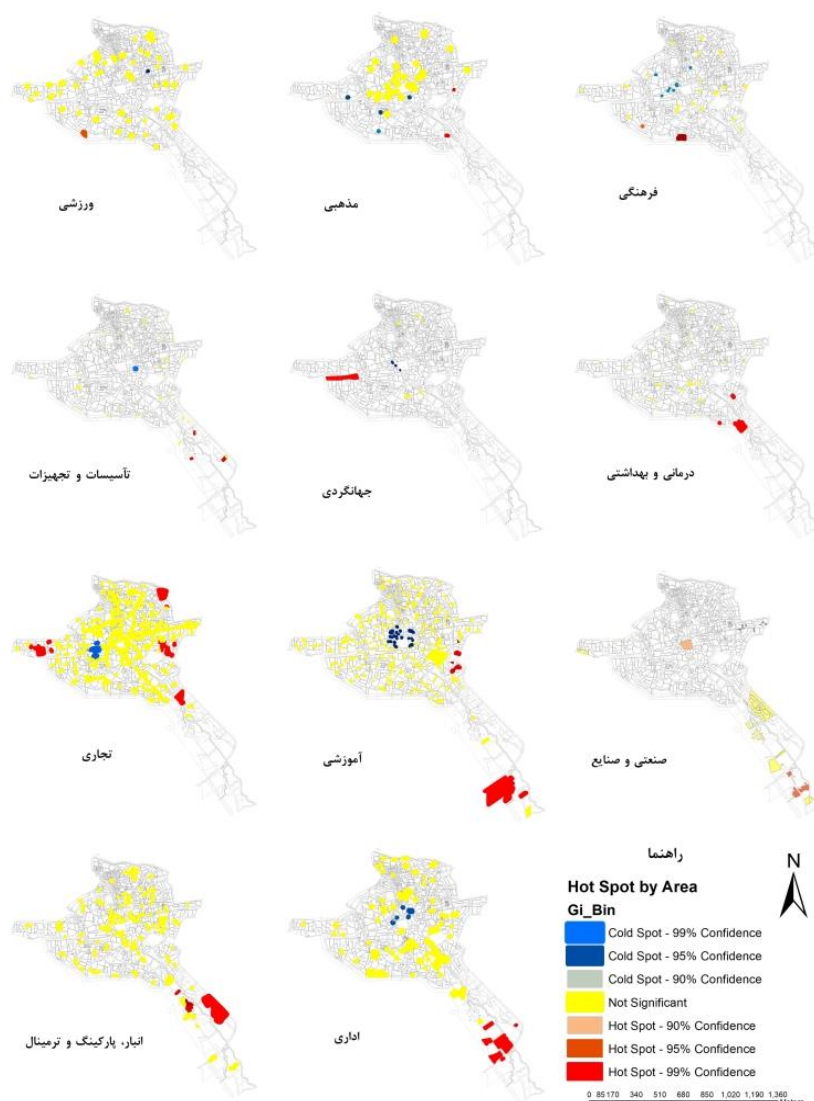 ورزشی
مذهبی
فرهنگی
تآسیسات و تجهیزات
جهانگردی
درمانی و بهداشتی
تجاری
آموزشی
صنعتی و صنایع
انبار، پارکینگ و ترمینال
اداری
راهنما
N
Hot Spot by Area
Gi_Bin
Cold Spot - 99% Confidence
Cold Spot - 95% Confidence
Cold Spot - 90% Confidence
Not Significant
Hot Spot - 90% Confidence
Hot Spot - 95% Confidence
Hot Spot - 99% Confidence
0 85 170 340 510 680 850 1,020 1,190 1,360